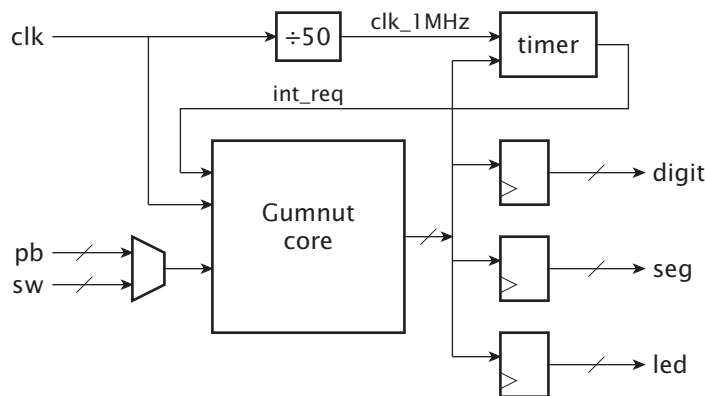 clk
÷50
clk_1MHz
timer
int_req
Gumnut
core
digit
pb
sw
seg
led